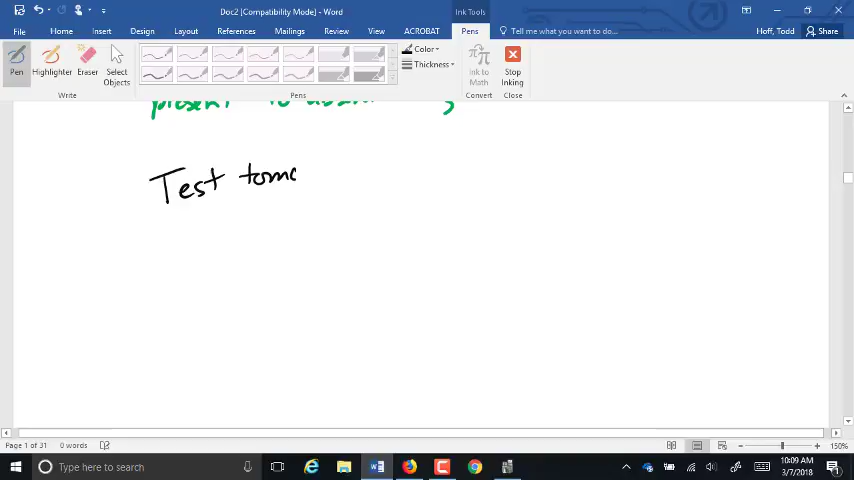 Doc2 [Compatibility Mode] - Word
Ink Tools
File Home Insert Design Layout References Mailings Review View ACROBAT Pens Tell me what you want to do... Hoff, Todd Share
Pen Highlighter Eraser Select Objects
Color
Thickness
Ink to Math
Stop Inking
Write Pens Convert Close
present to
Test tomo
Page 1 of 31 0 words 150%
Type here to search
10:09 AM
3/7/2018